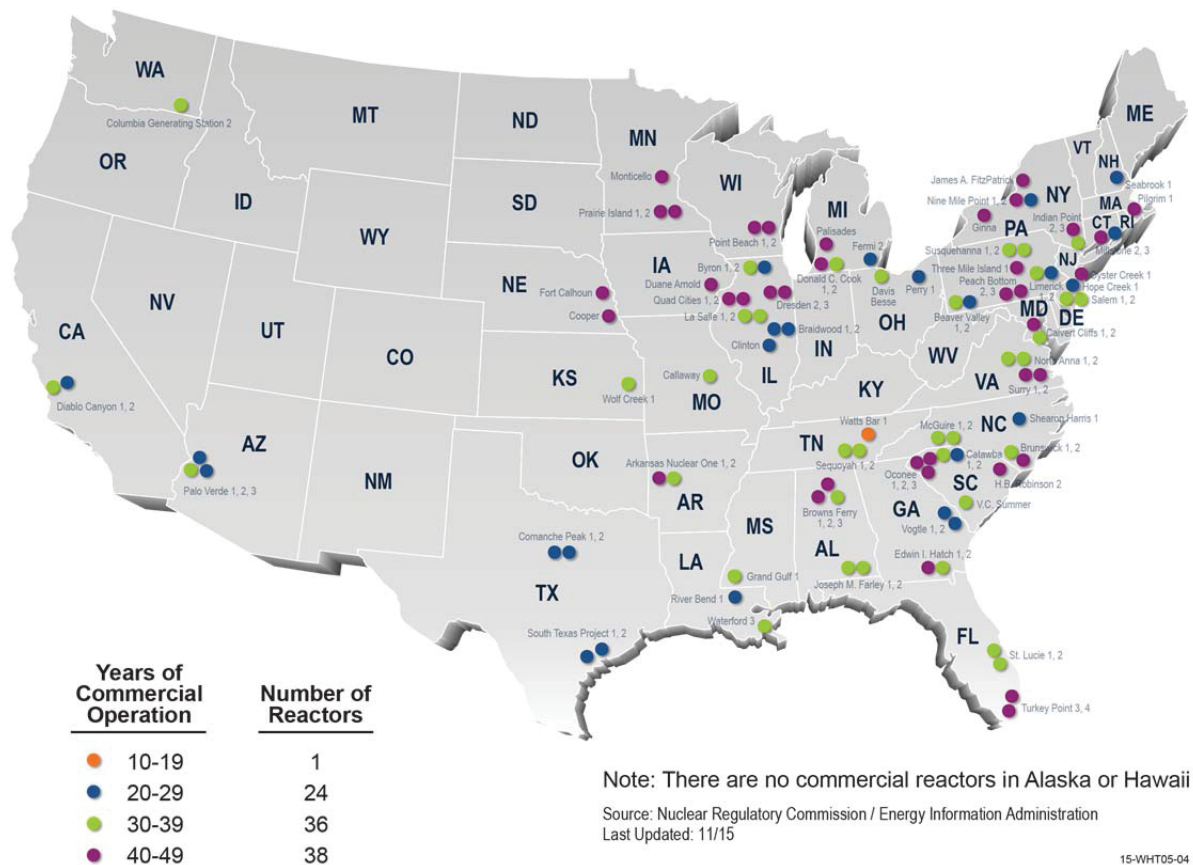 WA
Columbia Generating Station 2
MT
ND
MN
ME
OR
ID
SD
Monticello
WI
VT
NH
James A. FitzPatrick
NY
Seabrook 1
Prairie Island 1, 2
MI
Nine Mile Point 1, 2
MA
Pilgrim 1
WY
Point Beach 1, 2
Palisades
Ginna
Indian Point
2, 3
CT
RI
Fermi 2
PA
Millstone 2, 3
Susquehanna 1, 2
IA
Byron 1, 2
NJ
NV
NE
Duane Arnold
Donald C. Cook
1, 2
Three Mile Island 1
Oyster Creek 1
Fort Calhoun
Quad Cities 1, 2
Dresden 2, 3
Davis
Besse
Perry 1
Peach Bottom
2, 3
Limerick
1, 2
Hope Creek 1
Salem 1, 2
CA
UT
Cooper
La Salle 1, 2
OH
Beaver Valley
1, 2
MD
DE
CO
Braidwood 1, 2
Clinton
IN
Calvert Cliffs 1, 2
WV
North Anna 1, 2
KS
Callaway
IL
KY
VA
Surry 1, 2
Wolf Creek 1
MO
Diablo Canyon 1, 2
Watts Bar 1
NC
Shearon Harris 1
AZ
TN
McGuire 1, 2
OK
Arkansas Nuclear One 1, 2
Sequoyah 1, 2
Catawba
1, 2
Brunswick 1, 2
NM
Oconee
1, 2, 3
SC
H.B. Robinson 2
Palo Verde 1, 2, 3
AR
MS
Browns Ferry
1, 2, 3
GA
V.C. Summer
Comanche Peak 1, 2
AL
Vogtle 1, 2
LA
Edwin I. Hatch 1, 2
Grand Gulf 1
Joseph M. Farley 1, 2
TX
River Bend 1
Waterford 3
South Texas Project 1, 2
FL
St. Lucie 1, 2
Turkey Point 3, 4
Years of
Commercial
Operation
Number of
Reactors
10-19 1
20-29 24
30-39 36
40-49 38
Note: There are no commercial reactors in Alaska or Hawaii
Source: Nuclear Regulatory Commission / Energy Information Administration
Last Updated: 11/15
15-WHT05-04